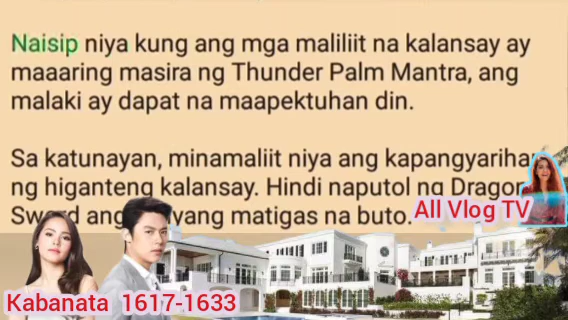 Naisip niya kung ang mga maliliit na kalansay ay
maaaring masira ng Thunder Palm Mantra, ang
malaki ay dapat na maapektuhan din.
Sa katunayan, minamaliit niya ang kapangyariha
ng higanteng kalansay. Hindi naputol ng Dragon
Sword ang matigas na buto.
All Vlog TV
Kabanata 1617-1633